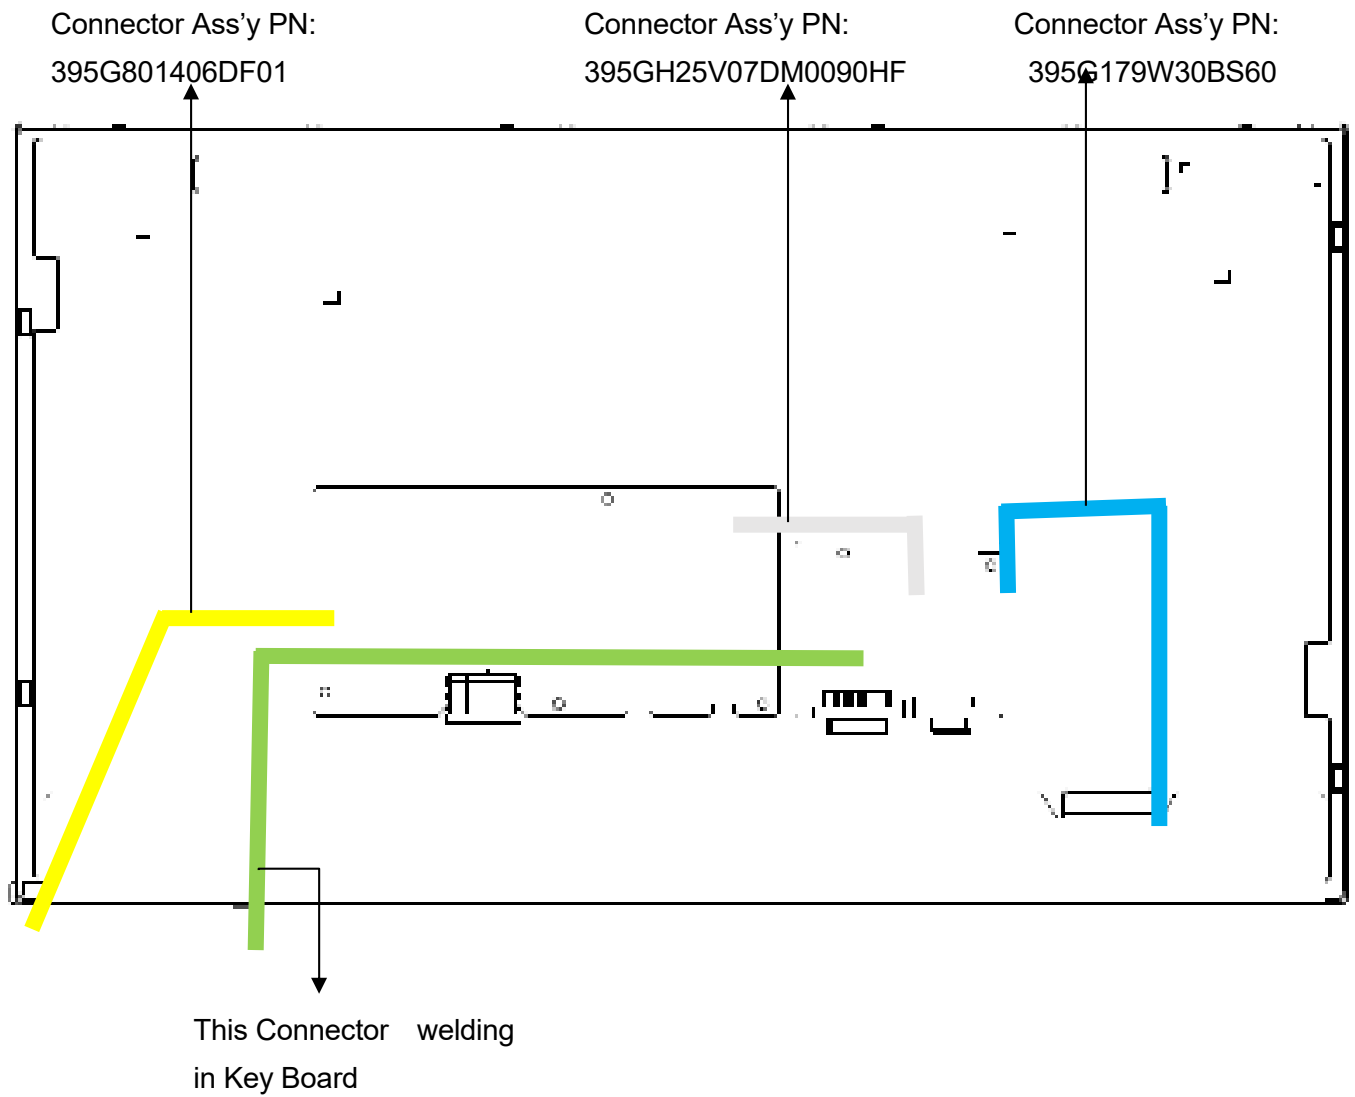 Connector Ass’y PN:
395G801406DF01
Connector Ass’y PN:
395GH25V07DM0090HF
Connector Ass’y PN:
395G179W30BS60
This Connector welding
in Key Board